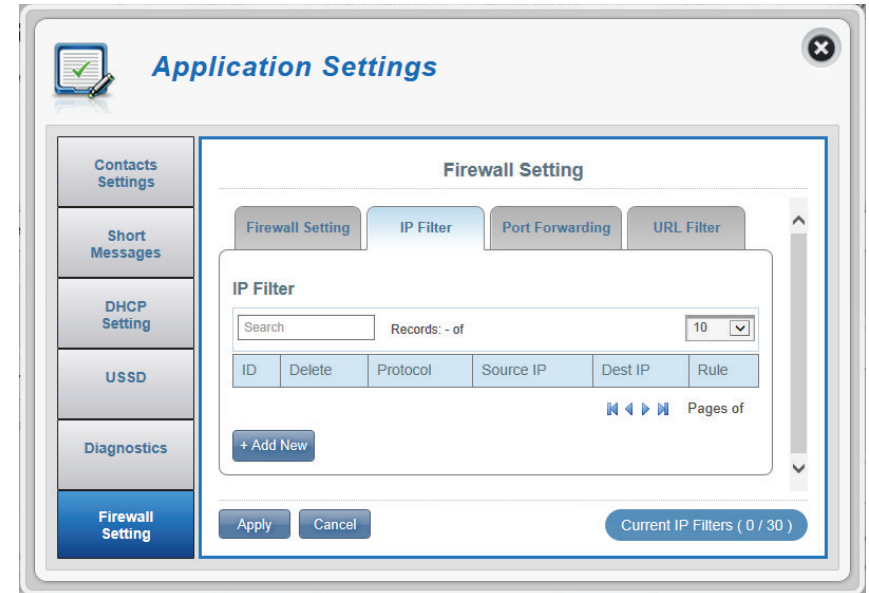 Application Settings
Contacts
Settings
Short
Messages
DHCP
Setting
USSD
Diagnostics
Firewall
Setting
Firewall Setting
Firewall Setting
IP Filter
Port Forwarding
URL Filter
IP Filter
Search
Records: - of
10
ID Delete Protocol Source IP Dest IP Rule
Pages of
+ Add New
Apply
Cancel
Current IP Filters ( 0 / 30 )